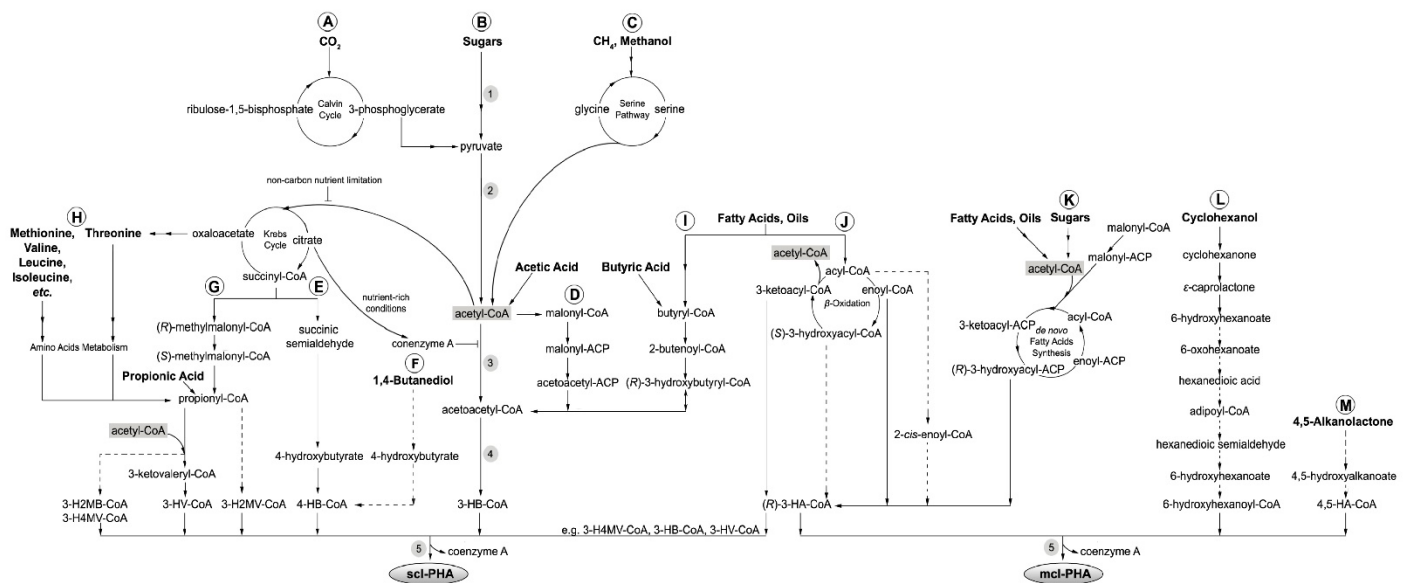 A
CO2
B
Sugars
C
CH4, Methanol
ribulose-1,5-bisphosphate
Calvin
Cycle
3-phosphoglycerate
1
glycine
Serine
Pathway
serine
pyruvate
non-carbon nutrient limitation
2
H
Methionine,
Valine,
Leucine,
Isoleucine,
etc.
Threonine
oxaloacetate
Krebs
Cycle
citrate
succinyl-CoA
G
E
(R)-methylmalonyl-CoA
(S)-methylmalonyl-CoA
succinic
semialdehyde
nutrient-rich
conditions
Amino Acids Metabolism
Propionic Acid
propionyl-CoA
acetyl-CoA
3-ketovaleryl-CoA
3-H2MB-CoA
3-H4MV-CoA
3-HV-CoA
3-H2MV-CoA
4-hydroxybutyrate
4-HB-CoA
F
1,4-Butanediol
4-hydroxybutyrate
Acetic Acid
acetyl-CoA
conenzyme A
3
acetoacetyl-CoA
4
3-HB-CoA
D
malonyl-CoA
malonyl-ACP
acetoacetyl-ACP
I
Fatty Acids, Oils
J
Butyric Acid
butyryl-CoA
2-butenoyl-CoA
(R)-3-hydroxybutyryl-CoA
acetyl-CoA
acyl-CoA
3-ketoacyl-CoA
enoyl-CoA
β-Oxidation
(S)-3-hydroxyacyl-CoA
2-cis-enoyl-CoA
(R)-3-HA-CoA
e.g. 3-H4MV-CoA, 3-HB-CoA, 3-HV-CoA
K
Fatty Acids, Oils
Sugars
malonyl-CoA
malonyl-ACP
acetyl-CoA
3-ketoacyl-ACP
acyl-CoA
de novo
Fatty Acids
Synthesis
enoyl-ACP
(R)-3-hydroxyacyl-ACP
L
Cyclohexanol
cyclohexanone
ε-caprolactone
6-hydroxyhexanoate
6-oxohexanoate
hexanedioic acid
adipoyl-CoA
hexanedioic semialdehyde
6-hydroxyhexanoate
6-hydroxyhexanoyl-CoA
M
4,5-Alkanolactone
4,5-hydroxyalkanoate
4,5-HA-CoA
5
coenzyme A
scl-PHA
5
coenzyme A
mcl-PHA